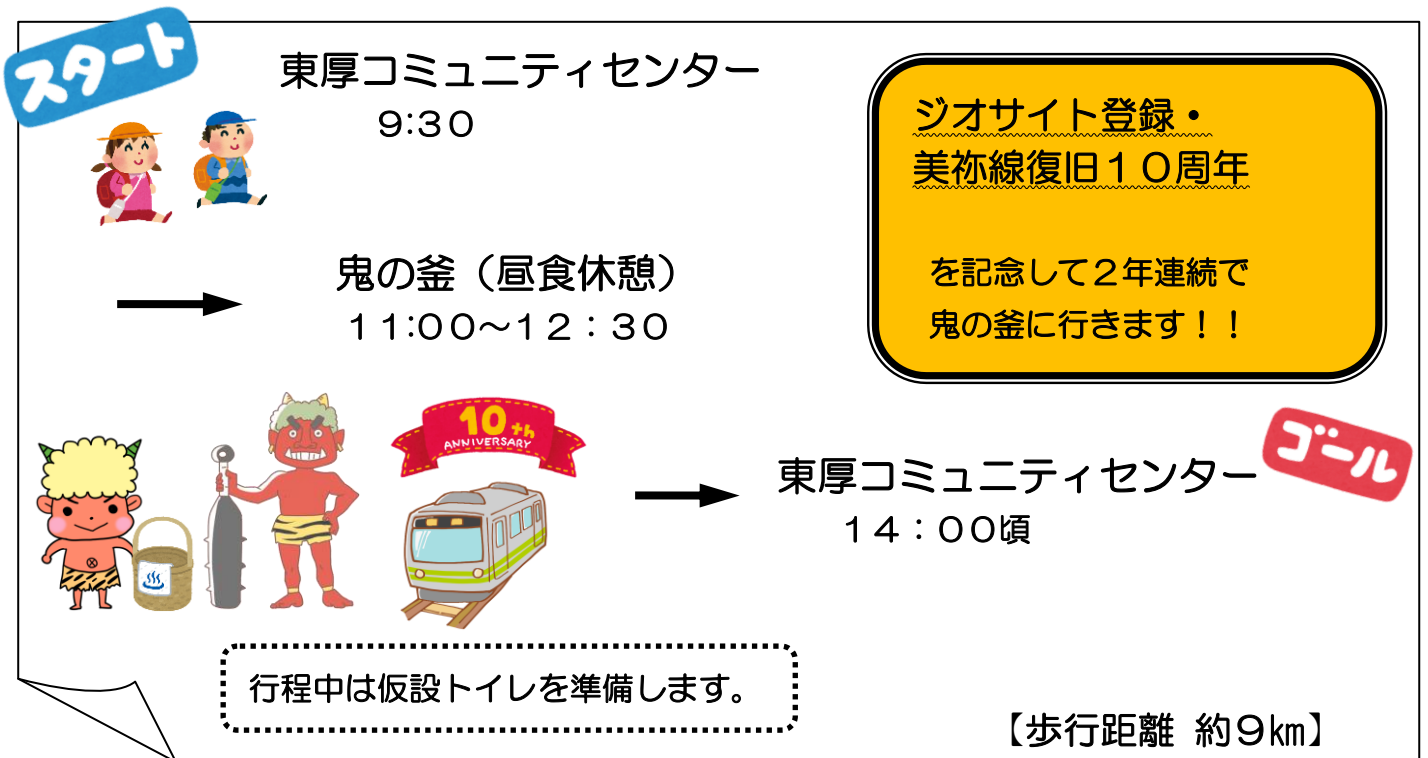 スタート
東厚コミュニティセンター
9:30
ジオサイト登録・
美祢線復旧１０周年
を記念して２年連続で
鬼の釜に行きます！！
鬼の釜（昼食休憩）
１１:００～１２：３０
10th
ANNIVERSARY
ゴール
東厚コミュニティセンター
１４：００頃
行程中は仮設トイレを準備します。
【歩行距離 約９㎞】